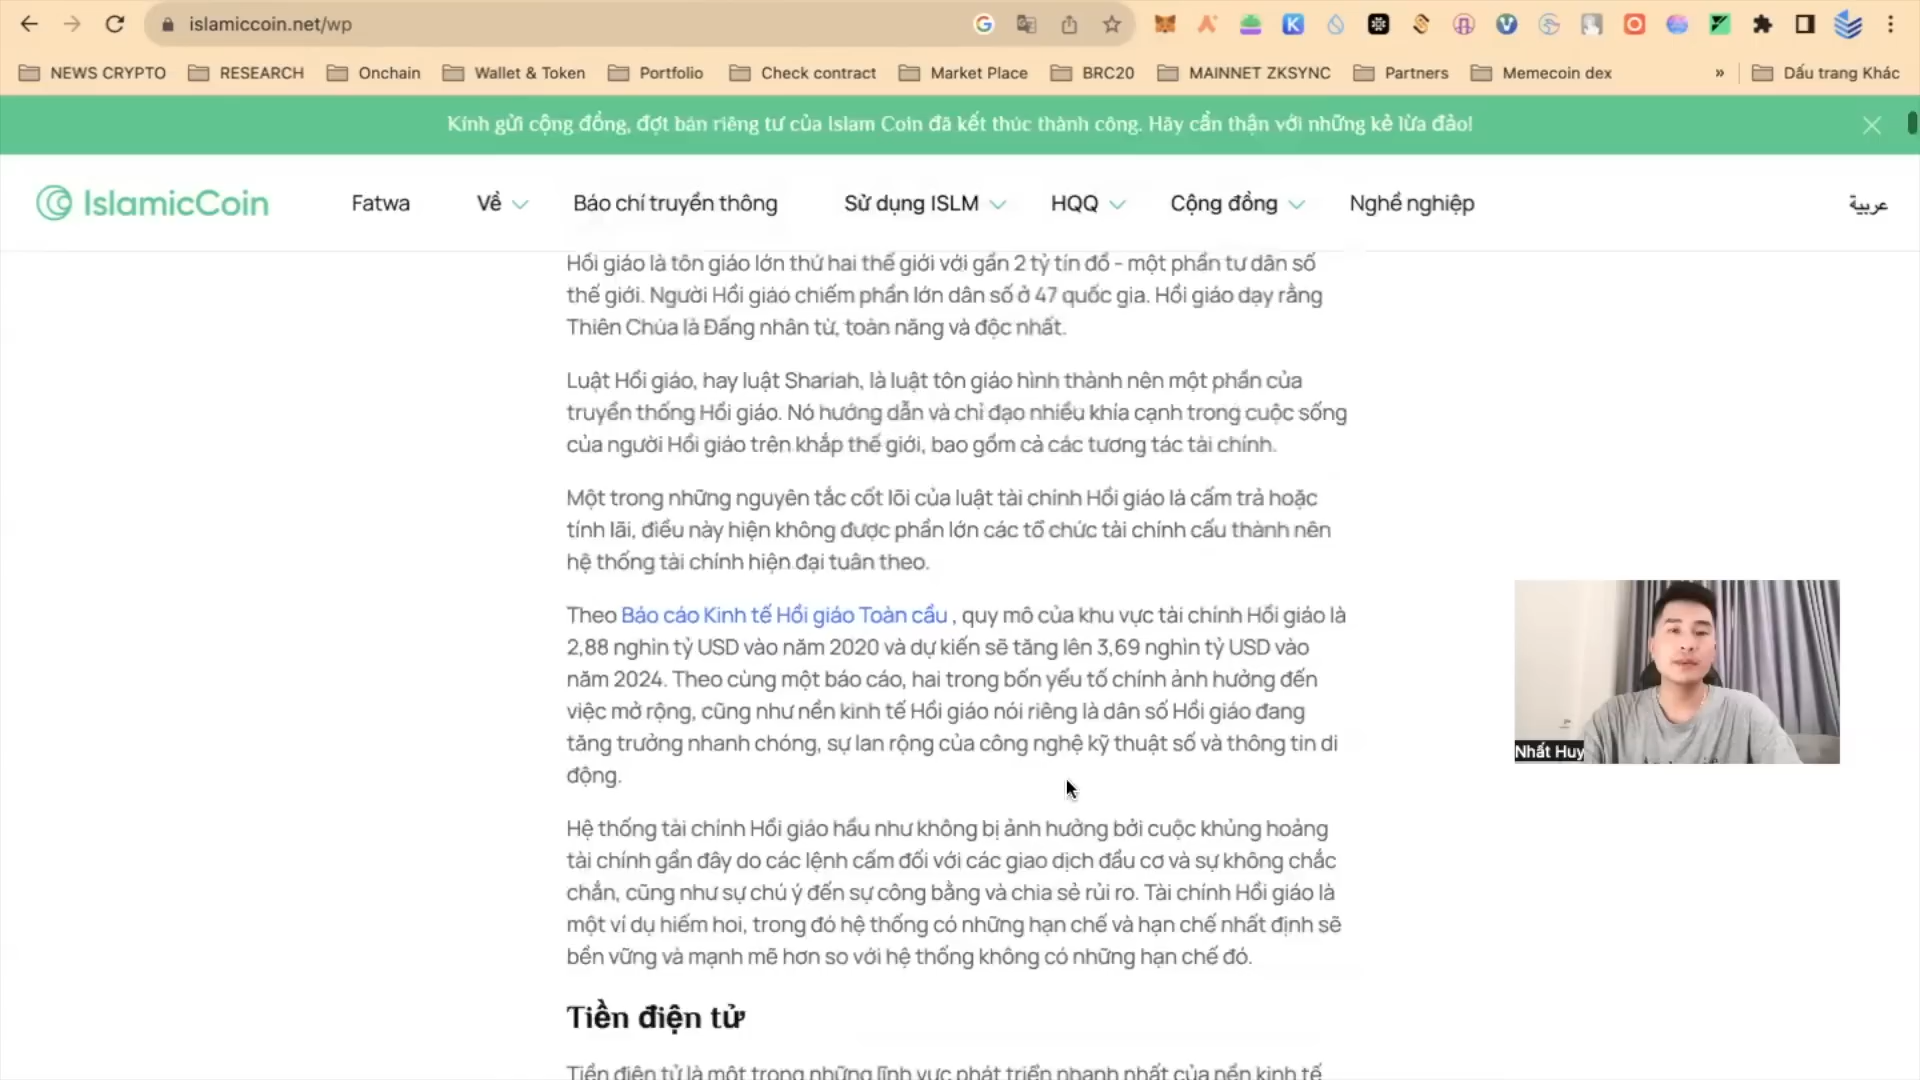 islamiccoin.net/wp
NEWS CRYPTO RESEARCH Onchain Wallet & Token Portfolio Check contract Market Place BRC20 MAINNET ZKSYNC Partners Memecoin dex » Dấu trang Khác
Kính gửi cộng đồng, đợt bán riêng tư của Islam Coin đã kết thúc thành công. Hãy cẩn thận với những kẻ lừa đảo!
IslamicCoin Fatwa Về Báo chí truyền thông Sử dụng ISLM HQQ Cộng đồng Nghề nghiệp عربية
Hồi giáo là tôn giáo lớn thứ hai thế giới với gần 2 tỷ tín đồ - một phần tư dân số
thế giới. Người Hồi giáo chiếm phần lớn dân số ở 47 quốc gia. Hồi giáo dạy rằng
Thiên Chúa là Đấng nhân từ, toàn năng và độc nhất.
Luật Hồi giáo, hay luật Shariah, là luật tôn giáo hình thành nên một phần của
truyền thống Hồi giáo. Nó hướng dẫn và chỉ đạo nhiều khía cạnh trong cuộc sống
của người Hồi giáo trên khắp thế giới, bao gồm cả các tương tác tài chính.
Một trong những nguyên tắc cốt lõi của luật tài chính Hồi giáo là cấm trả hoặc
tính lãi, điều này hiện không được phần lớn các tổ chức tài chính cấu thành nên
hệ thống tài chính hiện đại tuân theo.
Theo Báo cáo Kinh tế Hồi giáo Toàn cầu , quy mô của khu vực tài chính Hồi giáo là
2,88 nghìn tỷ USD vào năm 2020 và dự kiến sẽ tăng lên 3,69 nghìn tỷ USD vào
năm 2024. Theo cùng một báo cáo, hai trong bốn yếu tố chính ảnh hưởng đến
việc mở rộng, cũng như nền kinh tế Hồi giáo nói riêng là dân số Hồi giáo đang
tăng trưởng nhanh chóng, sự lan rộng của công nghệ kỹ thuật số và thông tin di
động.
Nhất Huy
Hệ thống tài chính Hồi giáo hầu như không bị ảnh hưởng bởi cuộc khủng hoảng
tài chính gần đây do các lệnh cấm đối với các giao dịch đầu cơ và sự không chắc
chắn, cũng như sự chú ý đến sự công bằng và chia sẻ rủi ro. Tài chính Hồi giáo là
một ví dụ hiếm hoi, trong đó hệ thống có những hạn chế và hạn chế nhất định sẽ
bền vững và mạnh mẽ hơn so với hệ thống không có những hạn chế đó.
Tiền điện tử
Tiền điện tử là một trong những lĩnh vực phát triển nhanh nhất của nền kinh tế